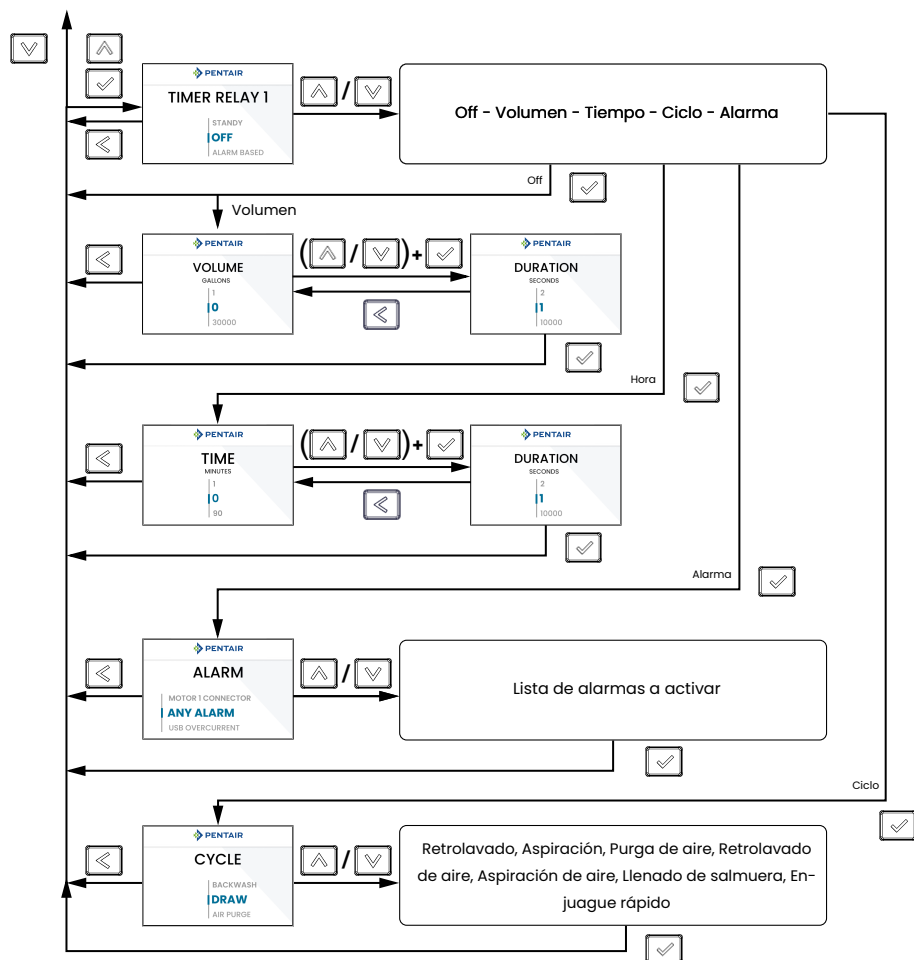 PENTAIR
TIMER RELAY 1
STANDY
OFF
ALARM BASED
/
Off - Volumen - Tiempo - Ciclo - Alarma
Off
Volumen
PENTAIR
VOLUME
GALLONS
1
0
30000
(/)+
PENTAIR
DURATION
SECONDS
2
1
10000
Hora
PENTAIR
TIME
MINUTES
1
0
90
(/)+
PENTAIR
DURATION
SECONDS
2
1
10000
Alarma
PENTAIR
ALARM
MOTOR 1 CONNECTOR
ANY ALARM
USB OVERCURRENT
/
Lista de alarmas a activar
Ciclo
PENTAIR
CYCLE
BACKWASH
DRAW
AIR PURGE
/
Retrolavado, Aspiración, Purga de aire, Retrolavado
de aire, Aspiración de aire, Llenado de salmuera, En-
juague rápido